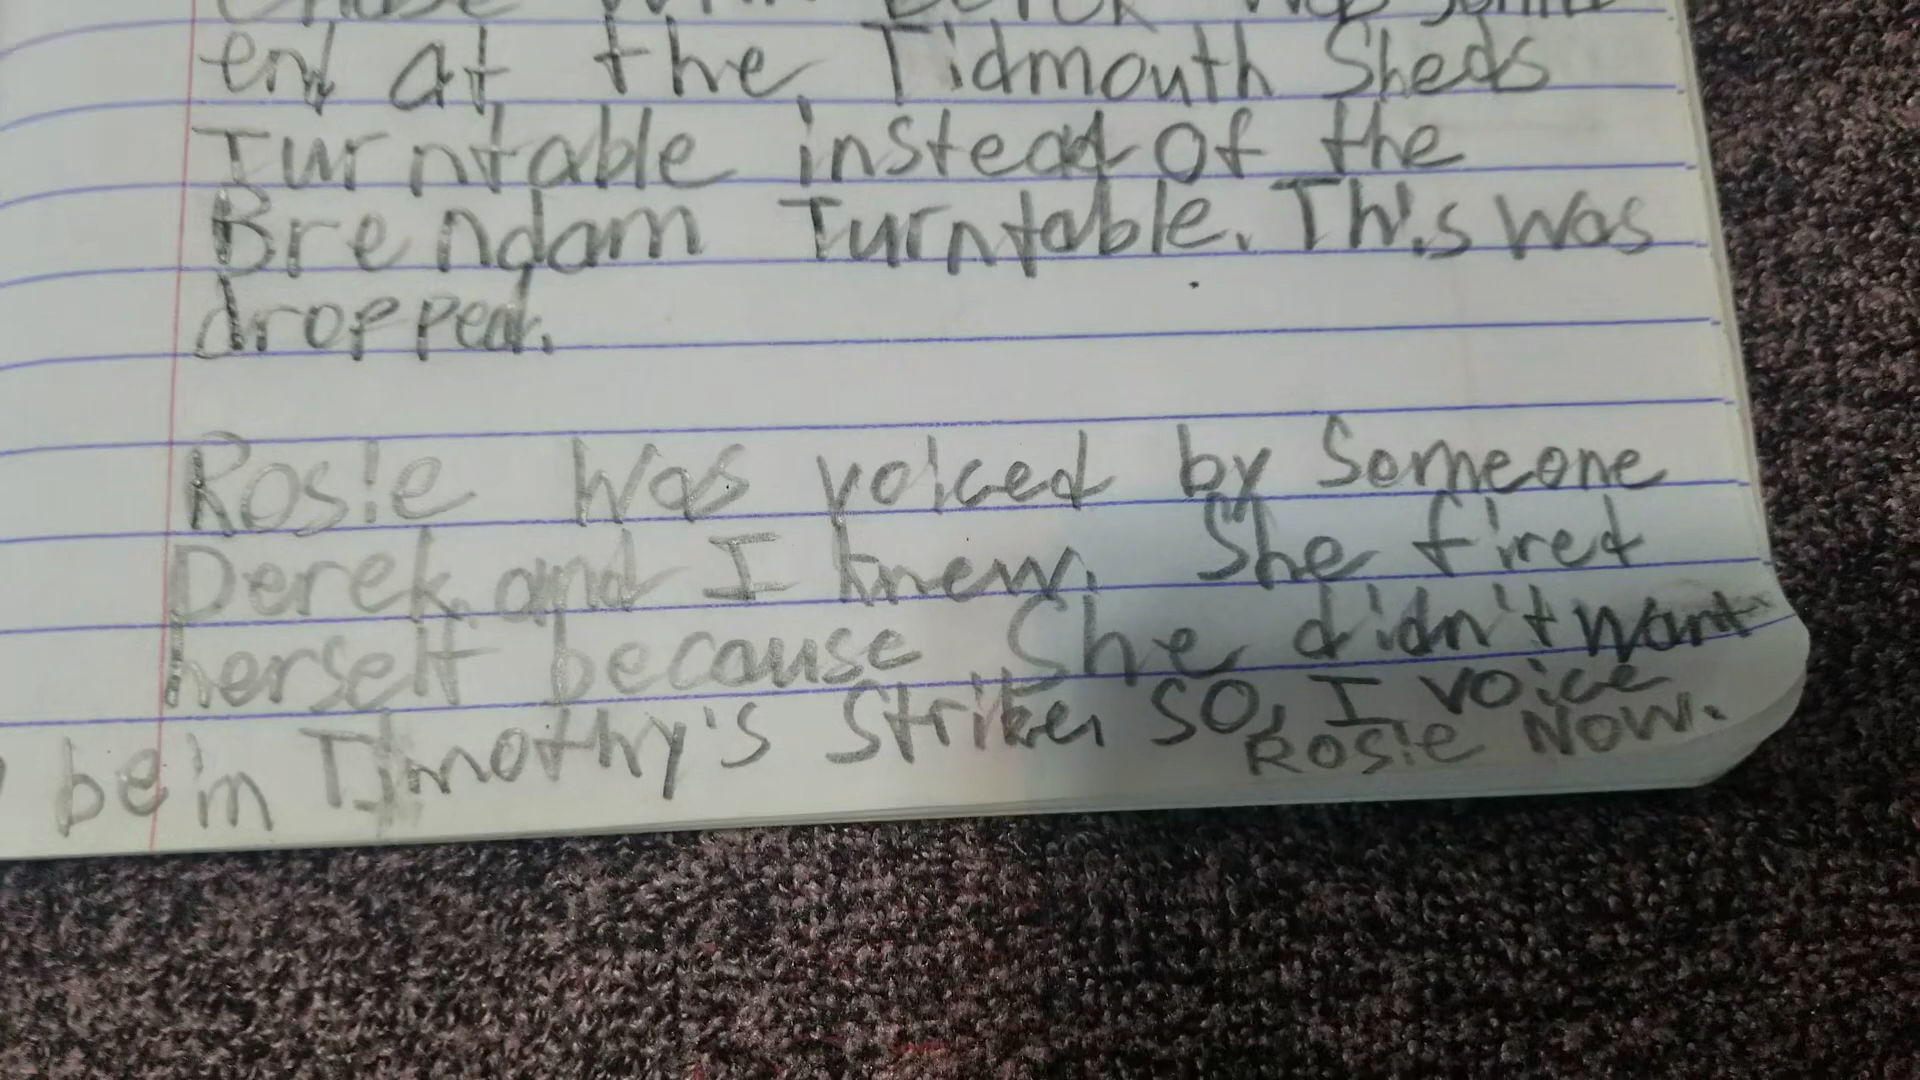 end at the Tidmouth Sheds
Turntable instead of the
Brendam Turntable. This was
dropped.
Rosie was voiced by Someone
Derek and I knew. She fired
herself because She didn't want
be in Timothy's Strike, SO, I voice
Rosie Now.